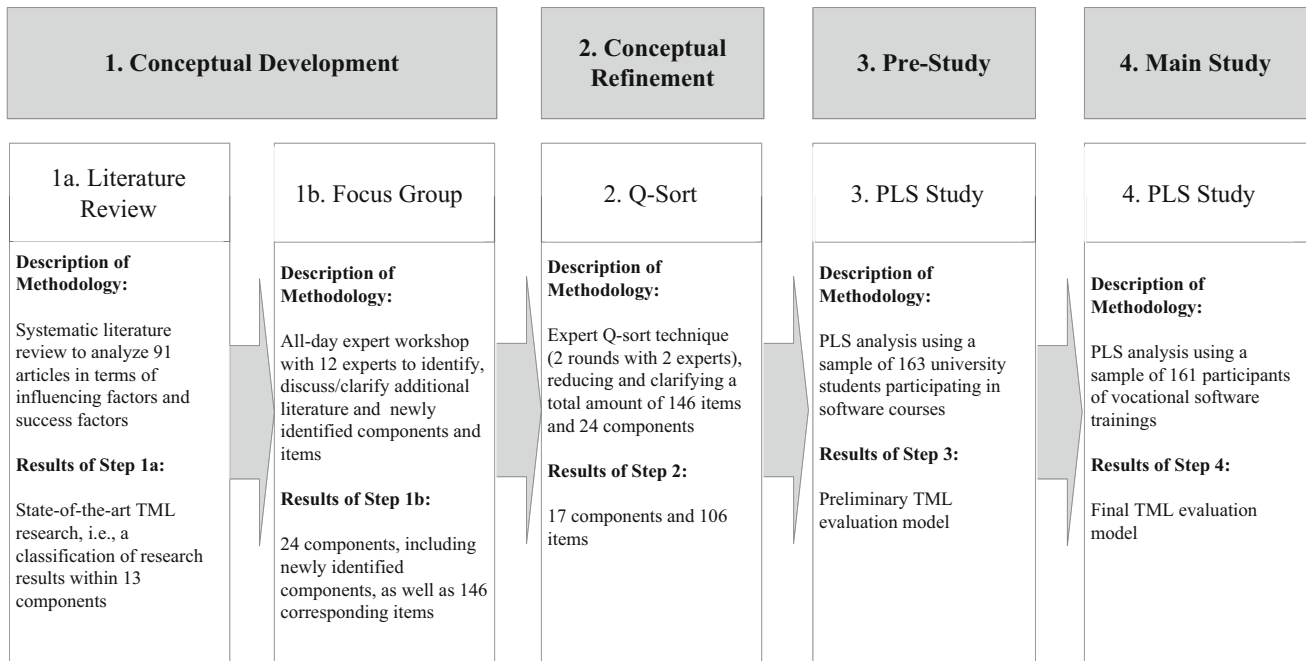 1. Conceptual Development
2. Conceptual
Refinement
3. Pre-Study
4. Main Study
1a. Literature
Review
Description of
Methodology:
Systematic literature
review to analyze 91
articles in terms of
influencing factors and
success factors
Results of Step 1a:
State-of-the-art TML
research, i.e., a
classification of research
results within 13
components
1b. Focus Group
Description of
Methodology:
All-day expert workshop
with 12 experts to identify,
discuss/clarify additional
literature and newly
identified components and
items
Results of Step 1b:
24 components, including
newly identified
components, as well as 146
corresponding items
2. Q-Sort
Description of
Methodology:
Expert Q-sort technique
(2 rounds with 2 experts),
reducing and clarifying a
total amount of 146 items
and 24 components
Results of Step 2:
17 components and 106
items
3. PLS Study
Description of
Methodology:
PLS analysis using a
sample of 163 university
students participating in
software courses
Results of Step 3:
Preliminary TML
evaluation model
4. PLS Study
Description of
Methodology:
PLS analysis using a
sample of 161 participants
of vocational software
trainings
Results of Step 4:
Final TML evaluation
model